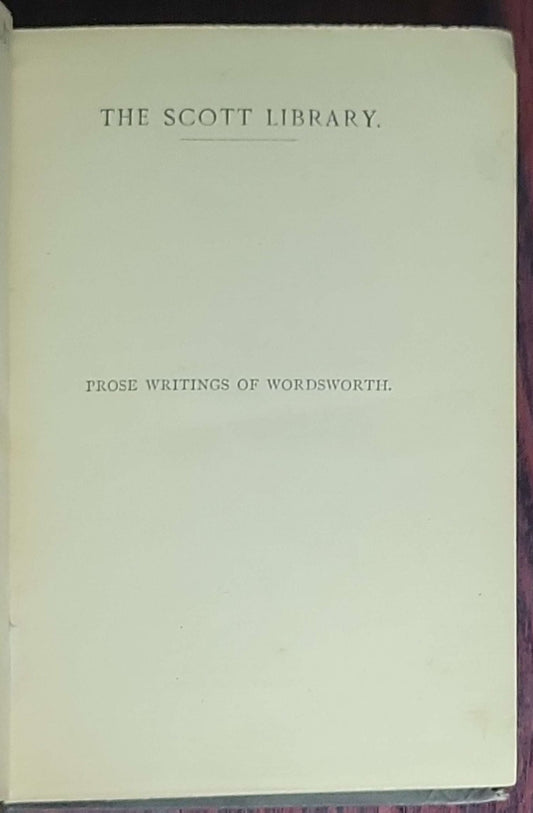 THE SCOTT LIBRARY.
PROSE WRITINGS OF WORDSWORTH.